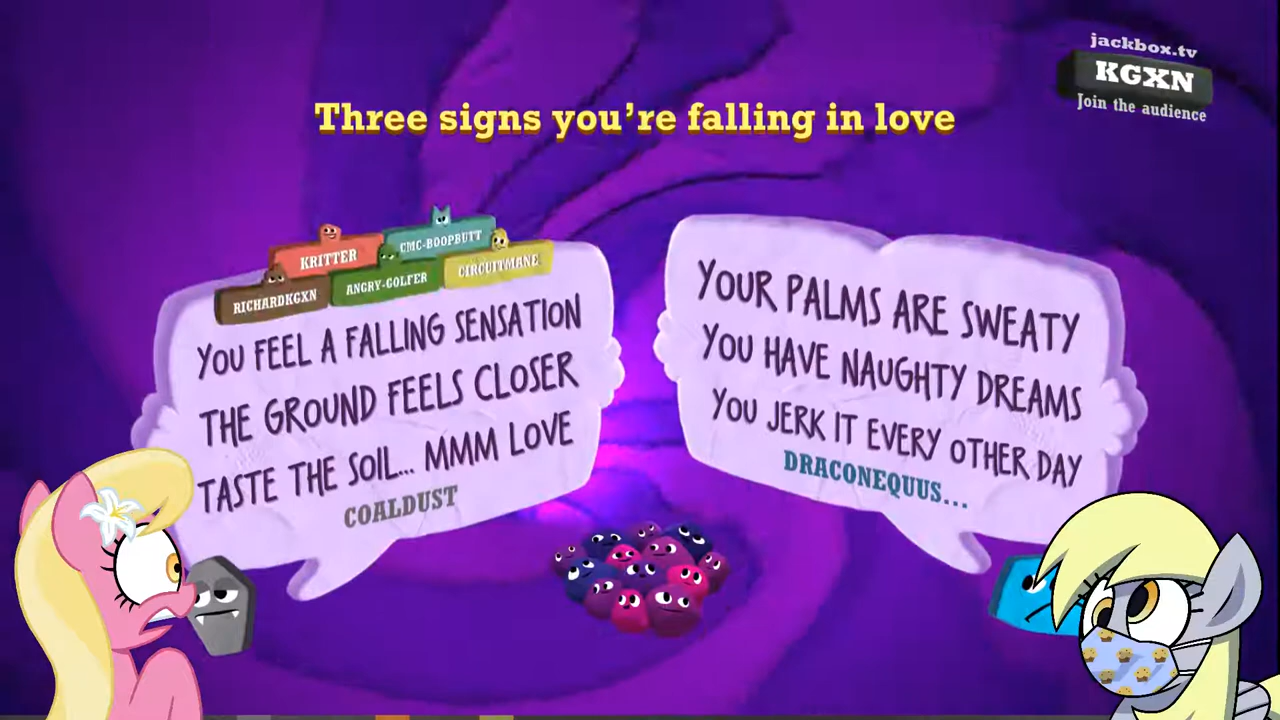 jackbox.tv
KGXN
Join the audience
Three signs you're falling in love
KRITTER
CMC-BOOPBUTT
RICHARDKGXN
ANGRY-GOLFER
CIRCUITMANE
YOU FEEL A FALLING SENSATION
THE GROUND FEELS CLOSER
TASTE THE SOIL... MMM LOVE
COALDUST
YOUR PALMS ARE SWEATY
YOU HAVE NAUGHTY DREAMS
YOU JERK IT EVERY OTHER DAY
DRACONEQUUS...